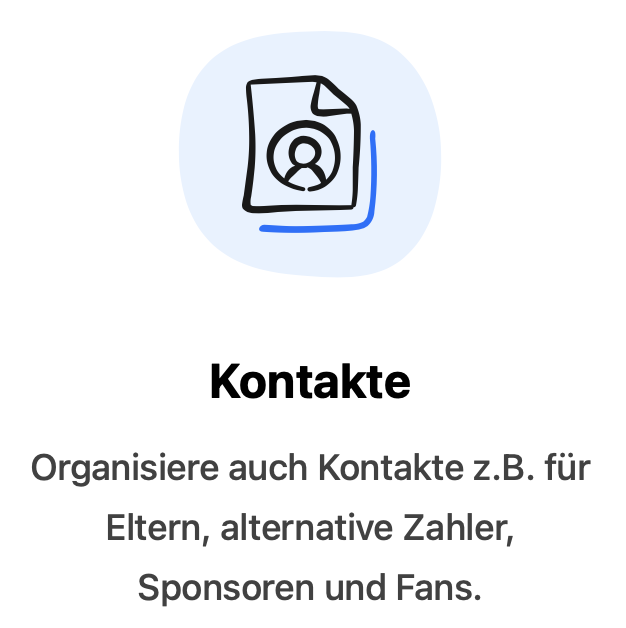 Kontakte
Organisiere auch Kontakte z.B. für
Eltern, alternative Zahler,
Sponsoren und Fans.